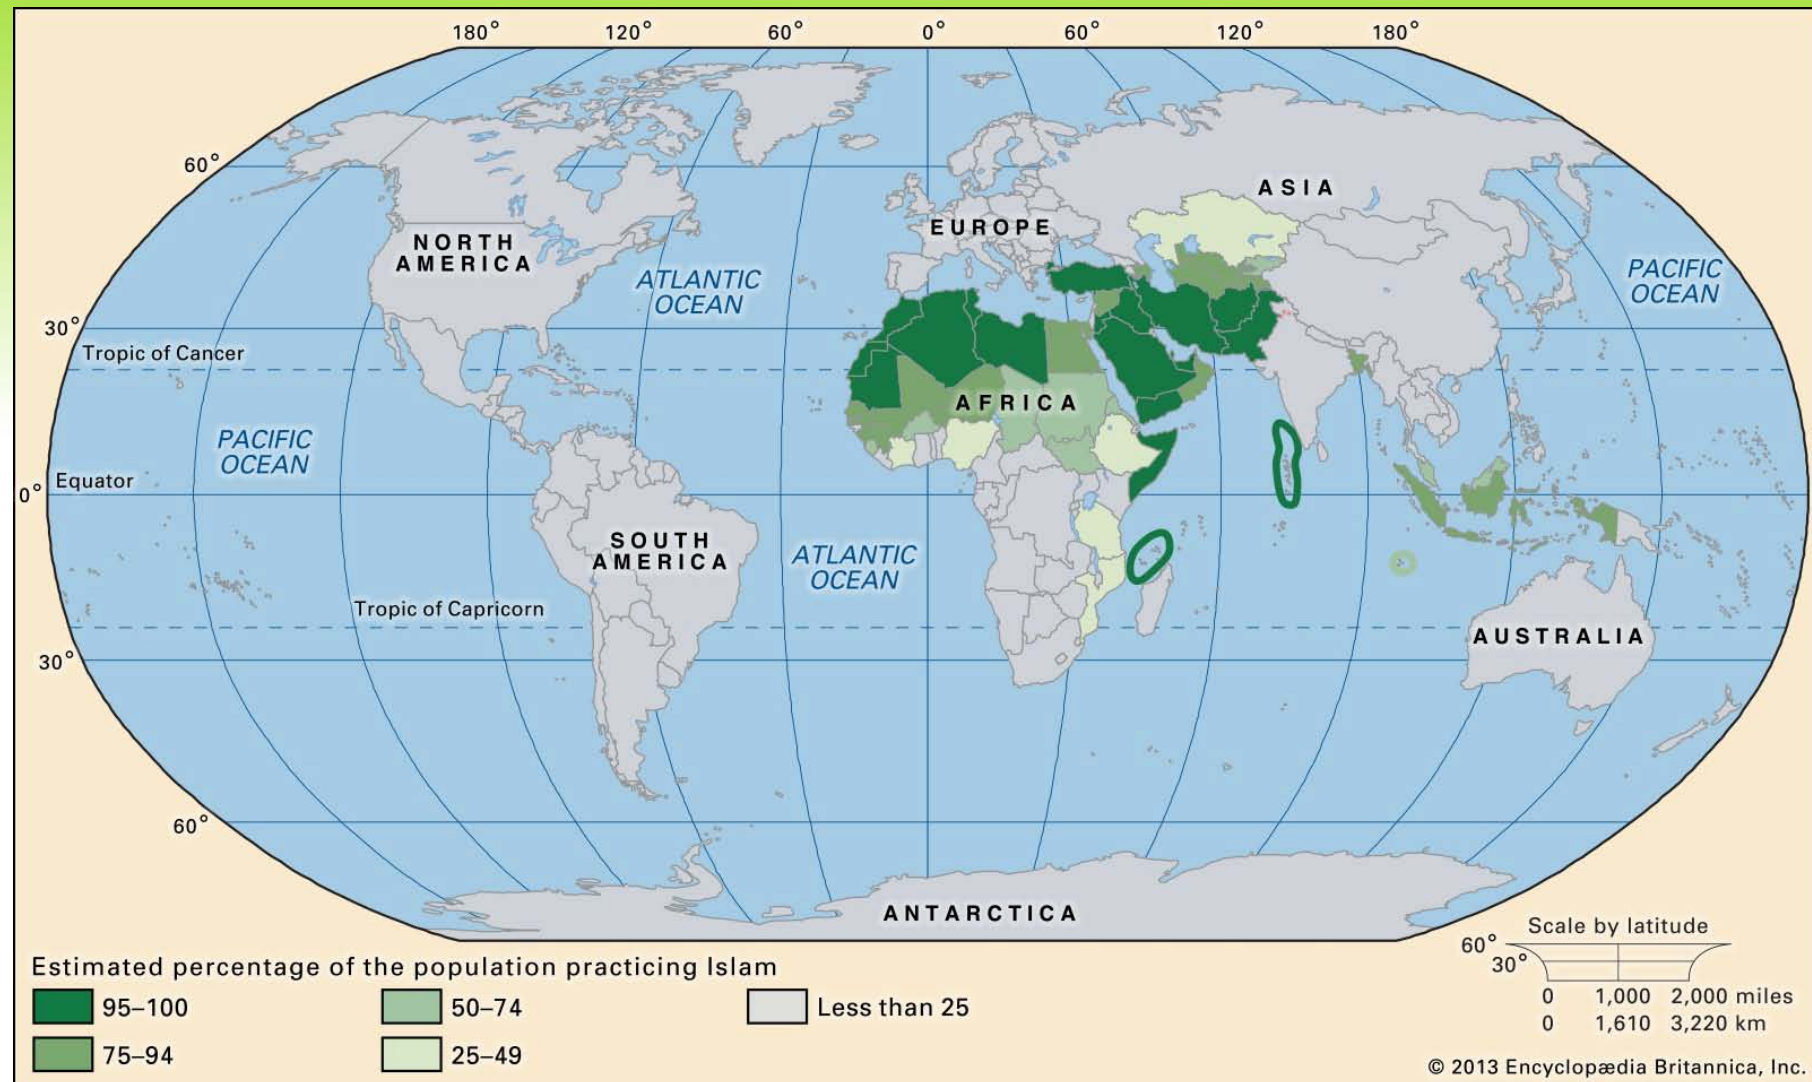 180° 120° 60° 0° 60° 120° 180°
60°
ASIA
EUROPE
NORTH
AMERICA
ATLANTIC
OCEAN
PACIFIC
OCEAN
30°
Tropic of Cancer
AFRICA
PACIFIC
OCEAN
0° Equator
SOUTH
AMERICA
ATLANTIC
OCEAN
Tropic of Capricorn
AUSTRALIA
30°
60°
ANTARCTICA
Estimated percentage of the population practicing Islam
95–100
75–94
50–74
25–49
Less than 25
Scale by latitude
60°
30°
0 1,000 2,000 miles
0 1,610 3,220 km
© 2013 Encyclopædia Britannica, Inc.